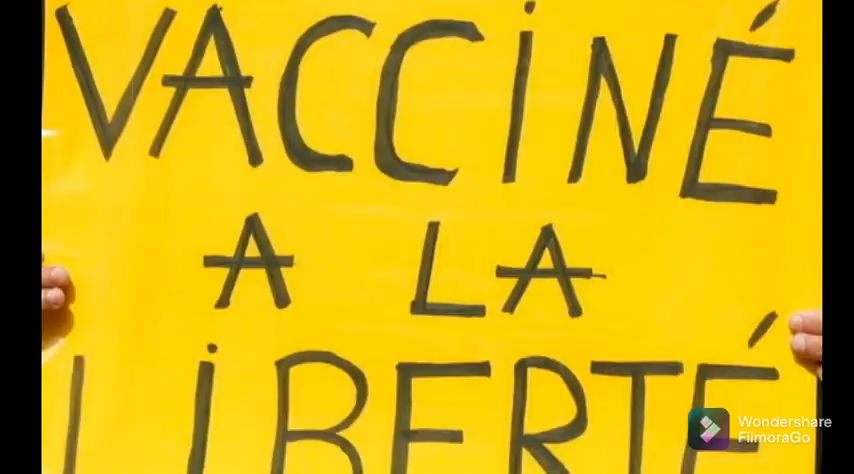 VACCiNÉ
A LA
LiBERTÉ
Wondershare
FilmoraGo